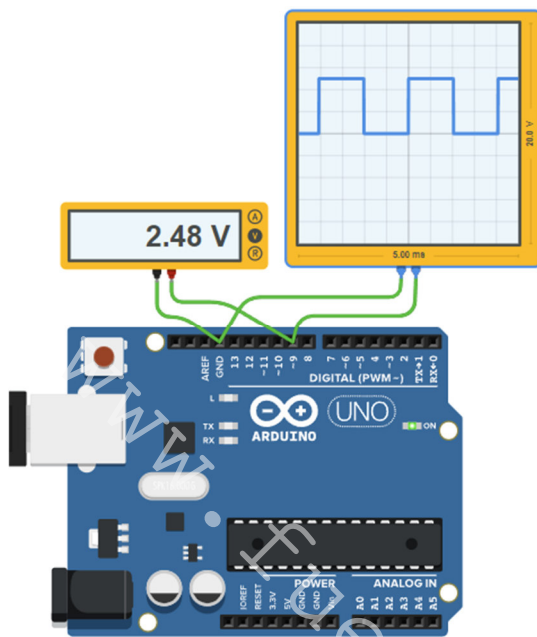 20.0 V
A
2.48 V
V
R
5.00 ms
AREF
GND
13
12
~11
~10
~9
8
7
~6
~5
4
~3
2
TX→1
RX←0
DIGITAL (PWM~)
L
TX
RX
ARDUINO
UNO
ON
POWER
ANALOG IN
IOREF
RESET
3.3V
5V
GND
GND
Vin
A0
A1
A2
A3
A4
A5